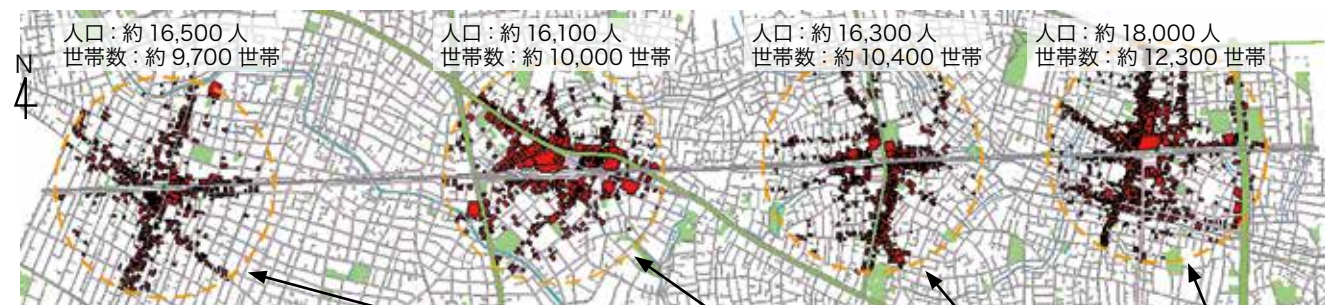 人口：約 16,500 人
世帯数：約 9,700 世帯
人口：約 16,100 人
世帯数：約 10,000 世帯
人口：約 16,300 人
世帯数：約 10,400 世帯
人口：約 18,000 人
世帯数：約 12,300 世帯
N